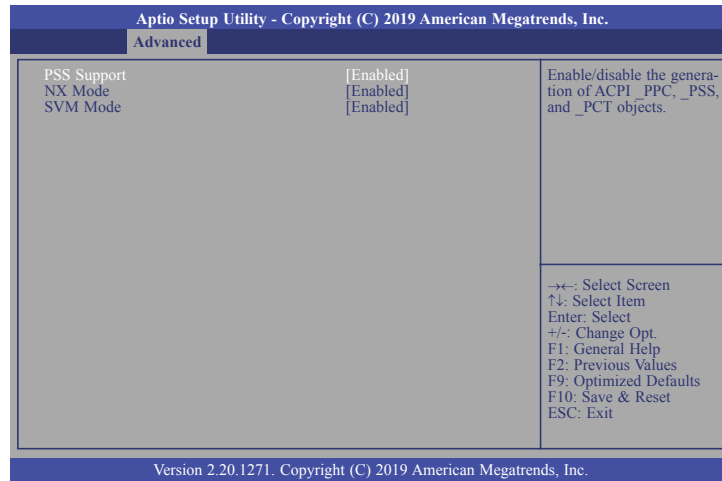 Aptio Setup Utility - Copyright (C) 2019 American Megatrends, Inc.
Advanced
PSS Support [Enabled]
NX Mode [Enabled]
SVM Mode [Enabled]
Enable/disable the genera-
tion of ACPI _PPC, _PSS,
and _PCT objects.
→←: Select Screen
↑↓: Select Item
Enter: Select
+/-: Change Opt.
F1: General Help
F2: Previous Values
F9: Optimized Defaults
F10: Save & Reset
ESC: Exit
Version 2.20.1271. Copyright (C) 2019 American Megatrends, Inc.